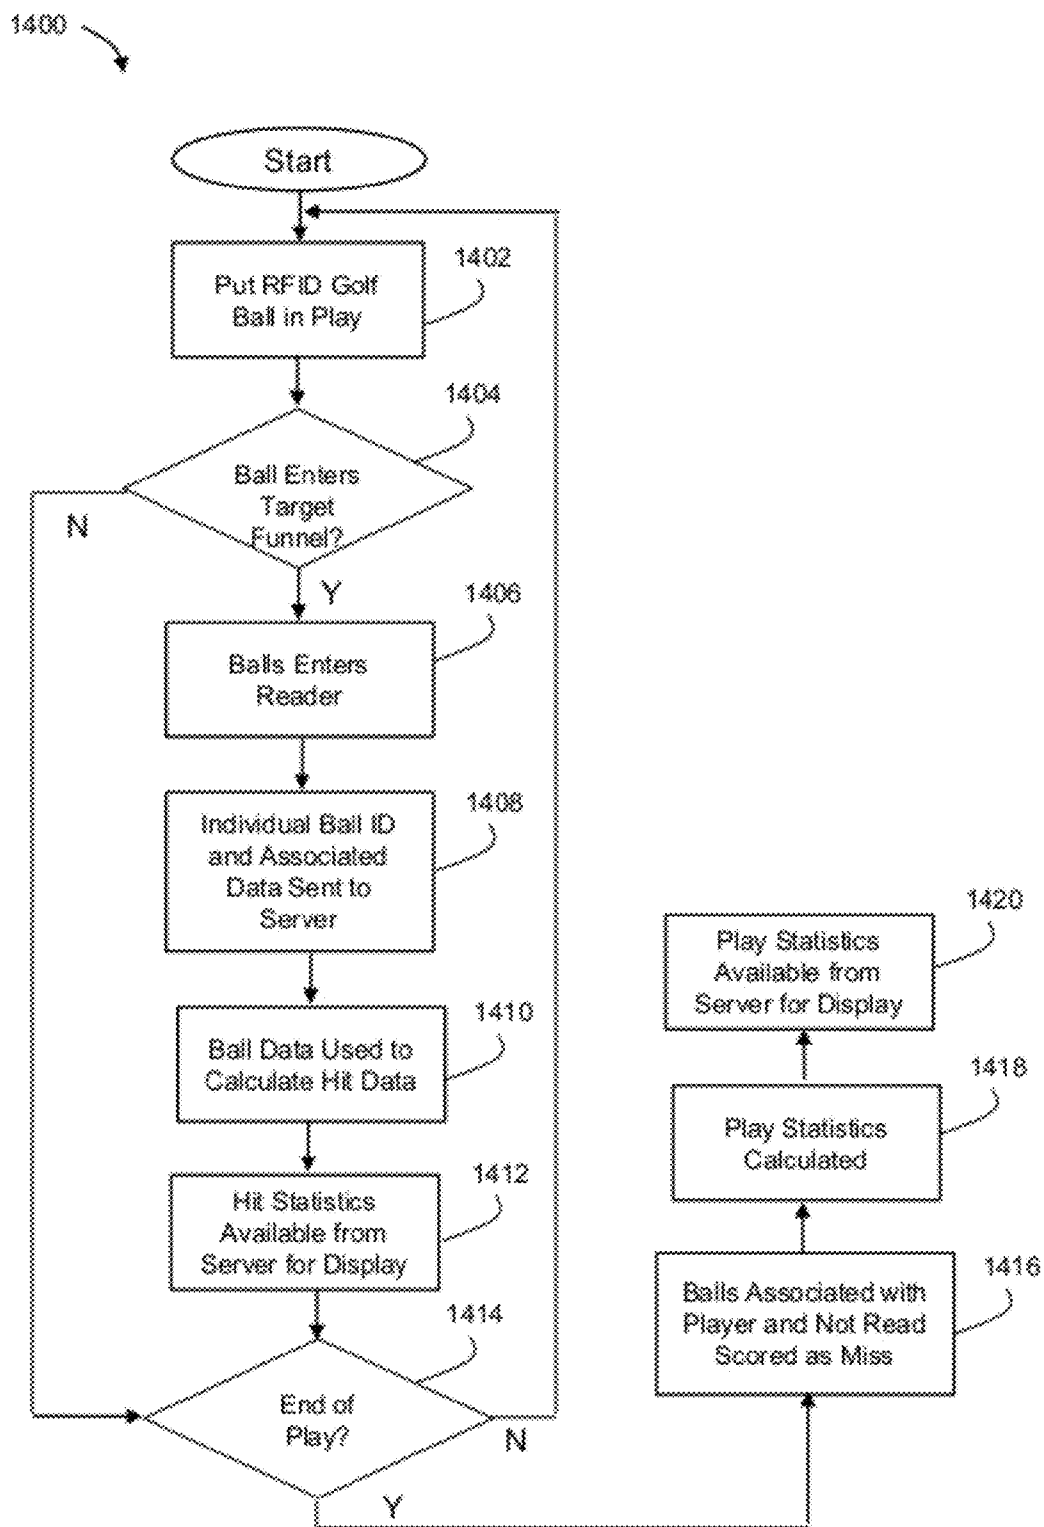 1400
Start
Put RFID Golf
Ball in Play
1402
1404
Ball Enters
Target
Funnel?
N
Y
1406
Balls Enters
Reader
1408
Individual Ball ID
and Associated
Data Sent to
Server
1410
Ball Data Used to
Calculate Hit Data
1412
Hit Statistics
Available from
Server for Display
1414
End of
Play?
N
Y
1416
Balls Associated with
Player and Not Read
Scored as Miss
1418
Play Statistics
Calculated
1420
Play Statistics
Available from
Server for Display